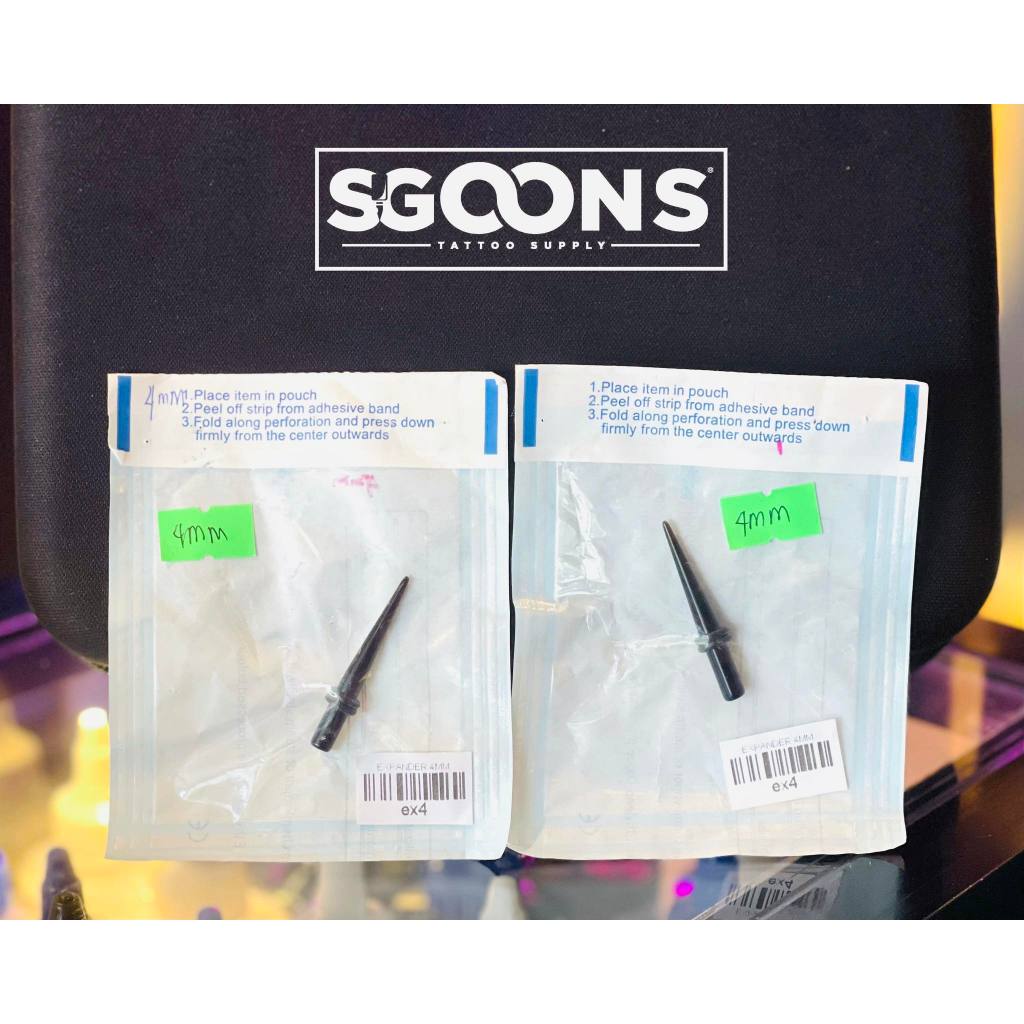 SGOONS®
TATTOO SUPPLY
4mm
1.Place item in pouch
2.Peel off strip from adhesive band
3.Fold along perforation and press down
firmly from the center outwards
4mm
EXPANDER 4MM
ex4
1.Place item in pouch
2.Peel off strip from adhesive band
3.Fold along perforation and press down
firmly from the center outwards
4mm
EXPANDER 4MM
ex4
ex4